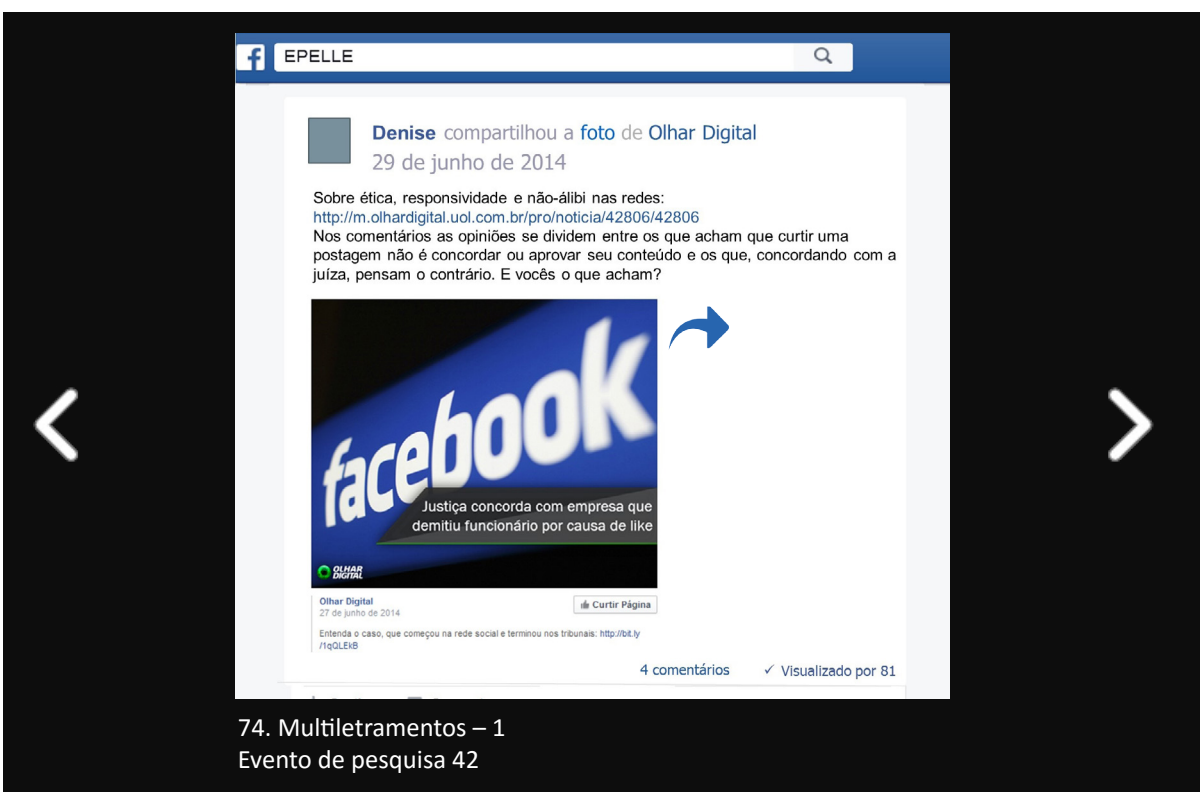 f
EPELLE
Denise compartilhou a foto de Olhar Digital
29 de junho de 2014
Sobre ética, responsividade e não-álibi nas redes:
http://m.olhardigital.uol.com.br/pro/noticia/42806/42806
Nos comentários as opiniões se dividem entre os que acham que curtir uma
postagem não é concordar ou aprovar seu conteúdo e os que, concordando com a
juíza, pensam o contrário. E vocês o que acham?
facebook
Justiça concorda com empresa que
demitiu funcionário por causa de like
OLHAR
DIGITAL
Olhar Digital
27 de junho de 2014
Curtir Página
Entenda o caso, que começou na rede social e terminou nos tribunais: http://bit.ly
/1qQLEkB
4 comentários ✓ Visualizado por 81
74. Multiletramentos – 1
Evento de pesquisa 42